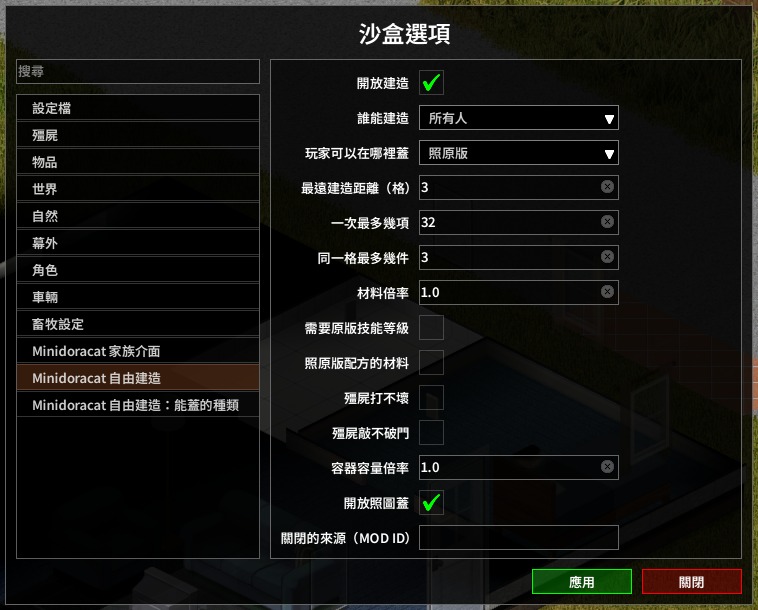 沙盒選項
搜尋
設定檔
殭屍
物品
世界
自然
幕外
角色
車輛
畜牧設定
Minidoracat 家族介面
Minidoracat 自由建造
Minidoracat 自由建造：能蓋的種類
開放建造
誰能建造 所有人
玩家可以在哪裡蓋 照原版
最遠建造距離（格） 3
一次最多幾項 32
同一格最多幾件 3
材料倍率 1.0
需要原版技能等級
照原版配方的材料
殭屍打不壞
殭屍敲不破門
容器容量倍率 1.0
開放照圖蓋
關閉的來源（MOD ID）
應用 關閉